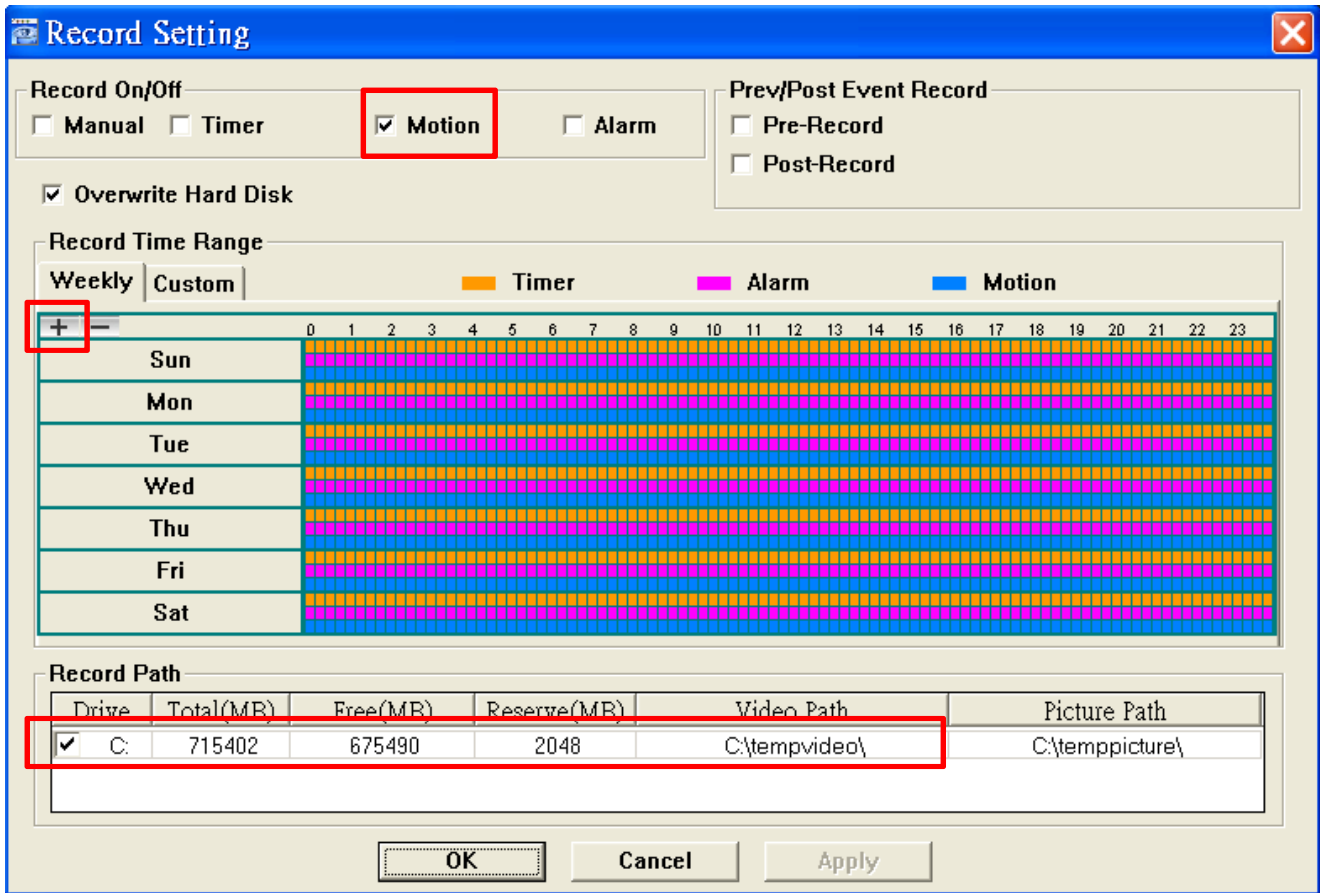 Record Setting
Record On/Off
Manual Timer Motion Alarm
Prev/Post Event Record
Pre-Record
Post-Record
Overwrite Hard Disk
Record Time Range
Weekly Custom Timer Alarm Motion
+ − 0 1 2 3 4 5 6 7 8 9 10 11 12 13 14 15 16 17 18 19 20 21 22 23
Sun
Mon
Tue
Wed
Thu
Fri
Sat
Record Path
Drive Total(MB) Free(MB) Reserve(MB) Video Path Picture Path
C: 715402 675490 2048 C:\tempvideo\ C:\temppicture\
OK Cancel Apply